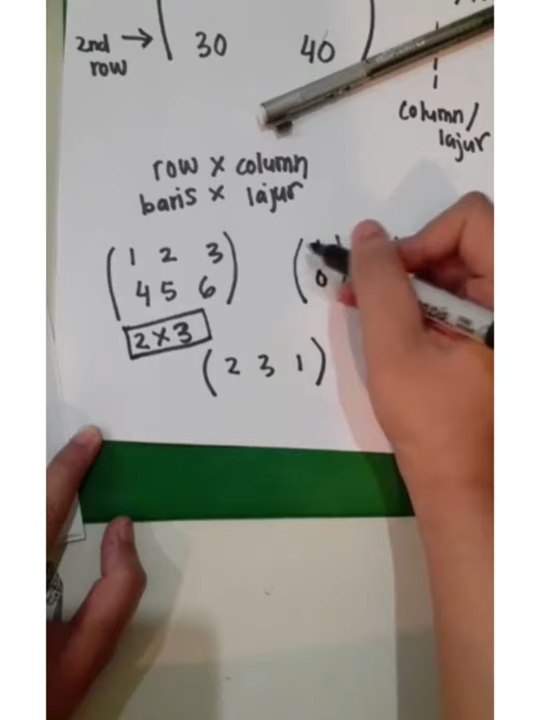 2nd → ( 30 40 )
row
column/
lajur
row x column
baris x lajur
( 1 2 3 )
( 4 5 6 )
2x3
0
( 2 3 1 )